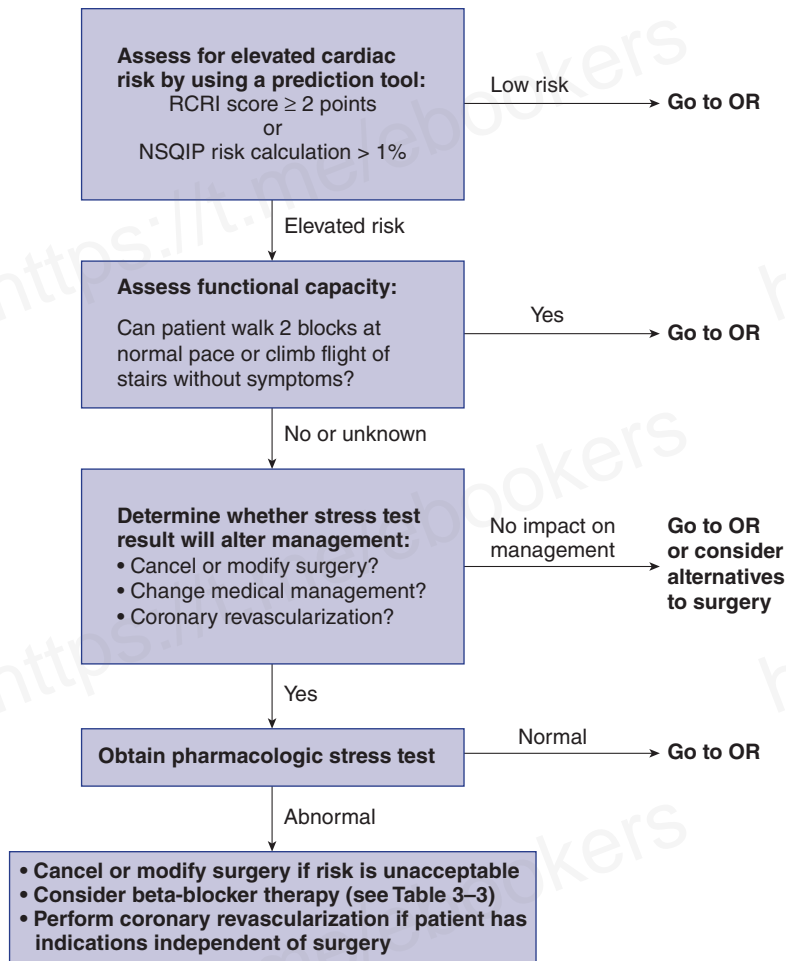 Assess for elevated cardiac
risk by using a prediction tool:
RCRI score ≥ 2 points
or
NSQIP risk calculation > 1%
Low risk
Go to OR
Elevated risk
Assess functional capacity:
Can patient walk 2 blocks at
normal pace or climb flight of
stairs without symptoms?
Yes
Go to OR
No or unknown
Determine whether stress test
result will alter management:
• Cancel or modify surgery?
• Change medical management?
• Coronary revascularization?
No impact on
management
Go to OR
or consider
alternatives
to surgery
Yes
Obtain pharmacologic stress test
Normal
Go to OR
Abnormal
• Cancel or modify surgery if risk is unacceptable
• Consider beta-blocker therapy (see Table 3–3)
• Perform coronary revascularization if patient has
indications independent of surgery
https://t.me/ebookers
https://t.me/ebookers
t.me/ebookers